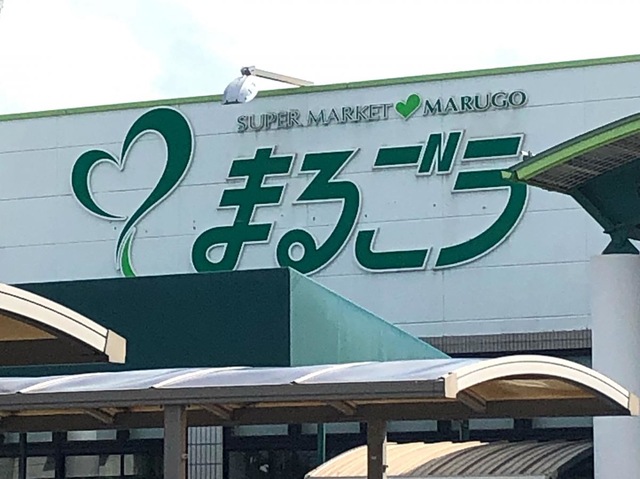 SUPER MARKET MARUGO
まるごう